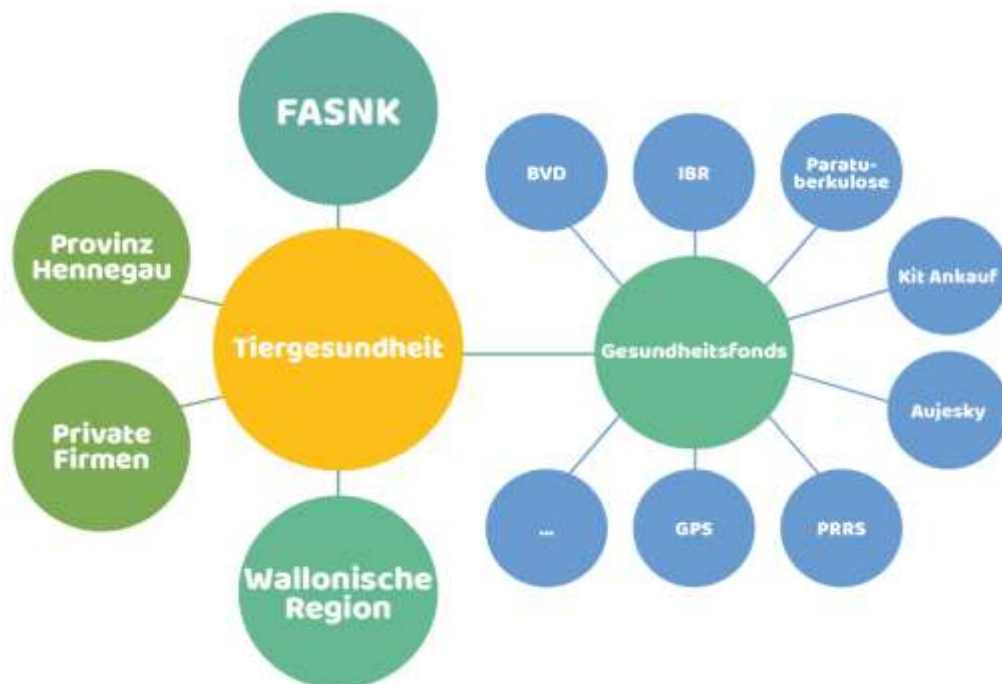 FASNK
BVD
IBR
Paratu-
berkulose
Provinz
Hennegau
Kit Ankauf
Tiergesundheit
Gesundheitsfonds
Private
Firmen
Aujesky
...
GPS
PRRS
Wallonische
Region